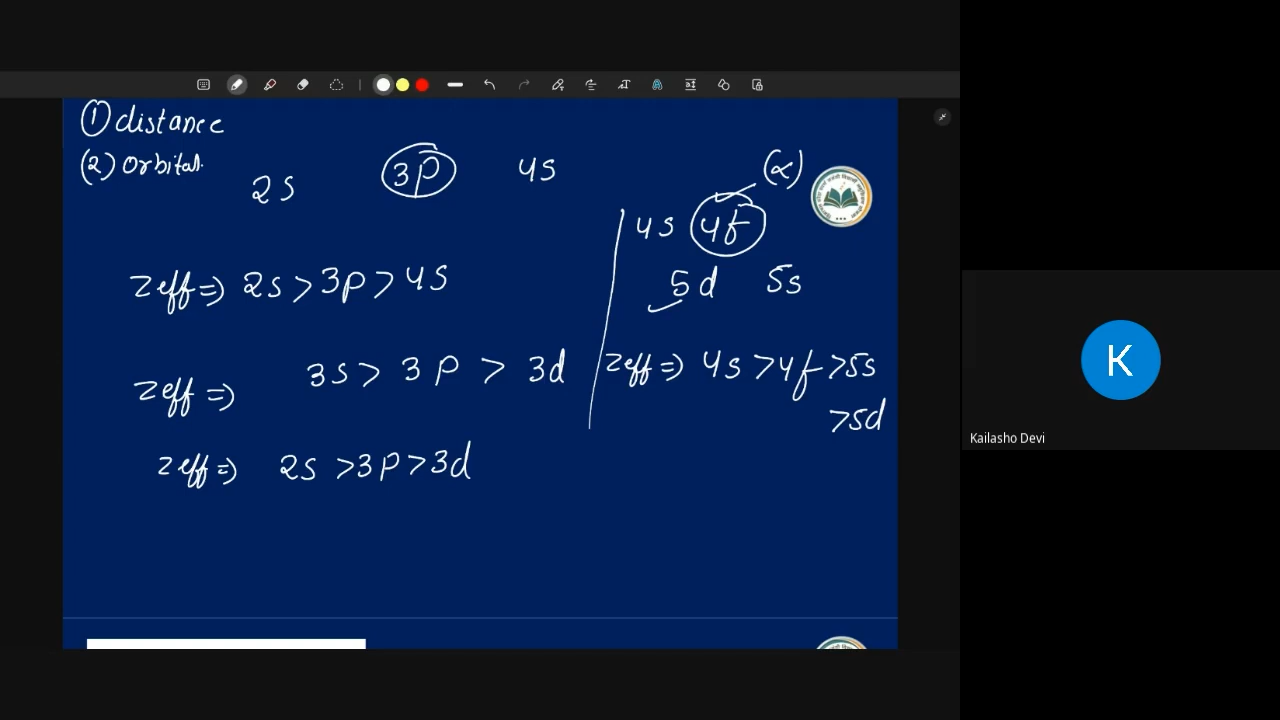 ① distance
(2) orbital.
2s 3p 4s
(α)
4s 4f
5d 5s
Zeff ⇒ 2s > 3p > 4s
Zeff ⇒ 3s > 3p > 3d
Zeff ⇒ 4s > 4f > 5s
> 5d
Zeff ⇒ 2s > 3p > 3d
K
Kailasho Devi